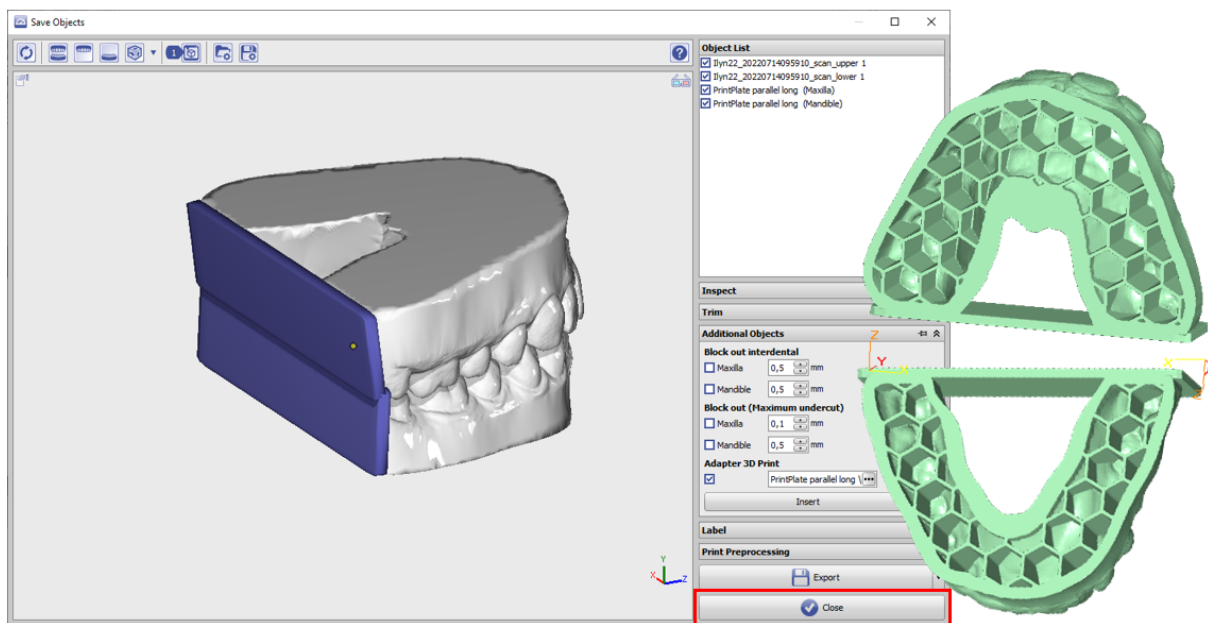 Save Objects
1
Object List
Ilyn22_20220714095910_scan_upper 1
Ilyn22_20220714095910_scan_lower 1
PrintPlate parallel long (Maxilla)
PrintPlate parallel long (Mandible)
Inspect
Trim
Additional Objects
Block out interdental
Maxilla 0,5 mm
Mandible 0,5 mm
Block out (Maximum undercut)
Maxilla 0,1 mm
Mandible 0,5 mm
Adapter 3D Print
PrintPlate parallel long \ •••
Insert
Label
Print Preprocessing
Export
Close
Y
X
Z
Z
Y
X
X